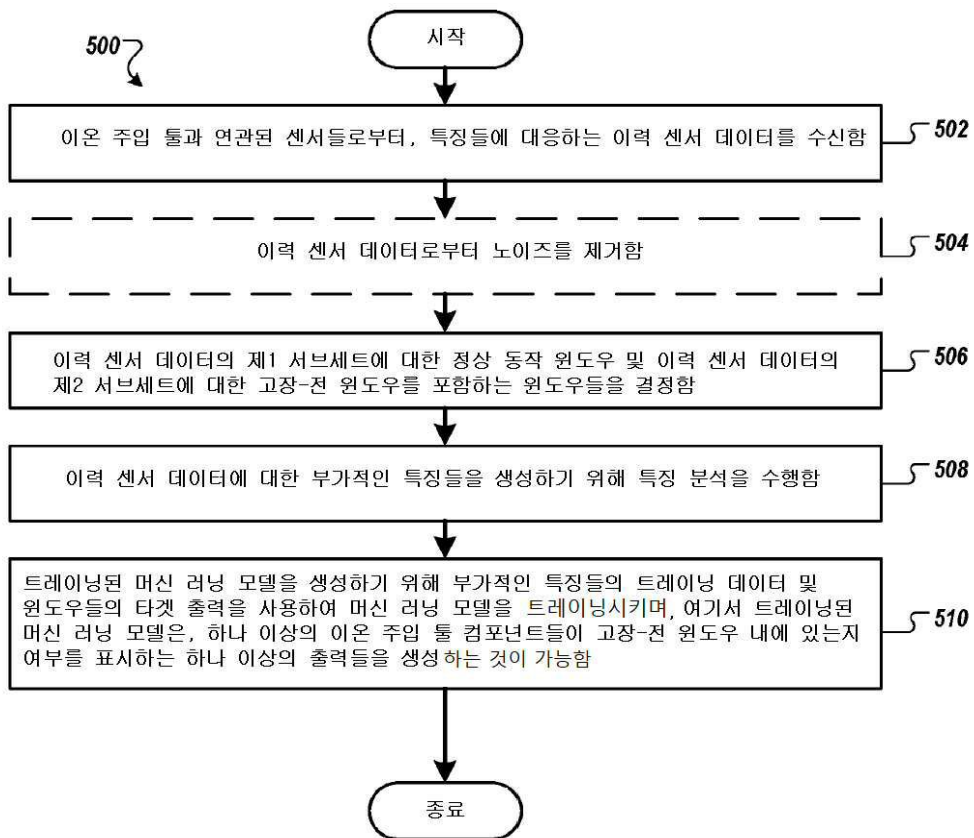 시작
500
이온 주입 툴과 연관된 센서들로부터, 특징들에 대응하는 이력 센서 데이터를 수신함
502
이력 센서 데이터로부터 노이즈를 제거함
504
이력 센서 데이터의 제1 서브세트에 대한 정상 동작 윈도우 및 이력 센서 데이터의
제2 서브세트에 대한 고장-전 윈도우를 포함하는 윈도우들을 결정함
506
이력 센서 데이터에 대한 부가적인 특징들을 생성하기 위해 특징 분석을 수행함
508
트레이닝된 머신 러닝 모델을 생성하기 위해 부가적인 특징들의 트레이닝 데이터 및
윈도우들의 타겟 출력을 사용하여 머신 러닝 모델을 트레이닝시키며, 여기서 트레이닝된
머신 러닝 모델은, 하나 이상의 이온 주입 툴 컴포넌트들이 고장-전 윈도우 내에 있는지
여부를 표시하는 하나 이상의 출력들을 생성하는 것이 가능함
510
종료